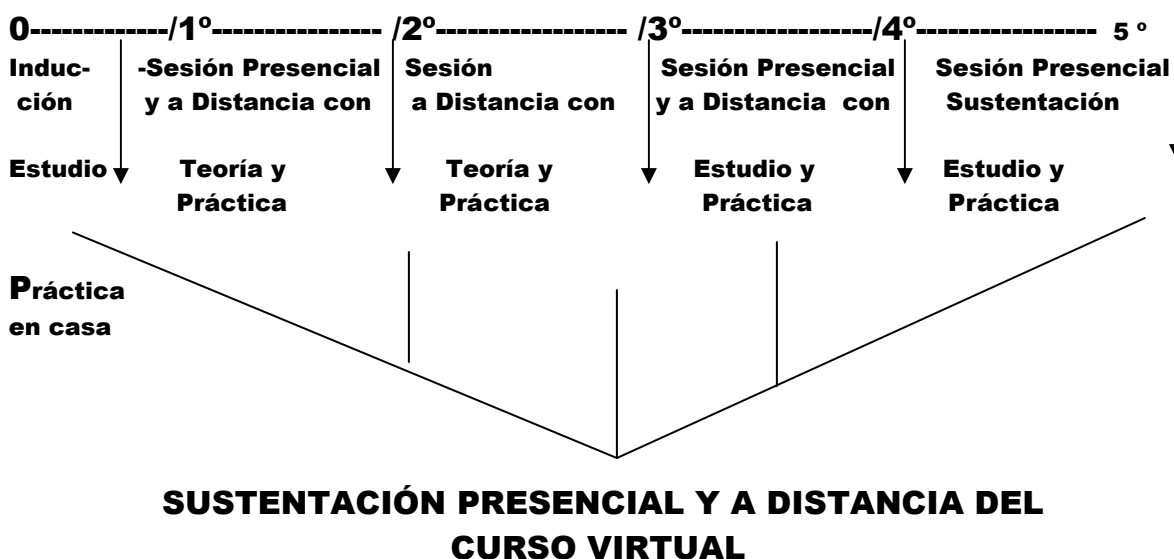 0-------------/1º---------------- /2º------------------ /3º------------------/4º----------------- 5 º
Induc- -Sesión Presencial Sesión Sesión Presencial Sesión Presencial
ción y a Distancia con a Distancia con y a Distancia con Sustentación
Estudio Teoría y Teoría y Estudio y Estudio y
Práctica Práctica Práctica Práctica
Práctica
en casa
SUSTENTACIÓN PRESENCIAL Y A DISTANCIA DEL
CURSO VIRTUAL